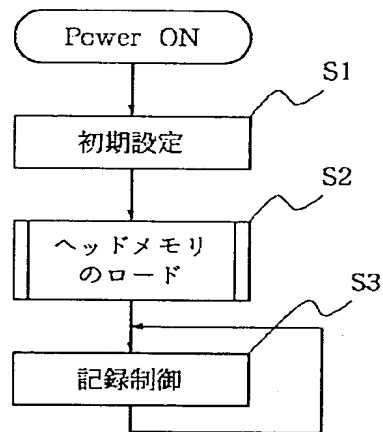 Power ON
S1
初期設定
S2
ヘッドメモリ
のロード
S3
記録制御